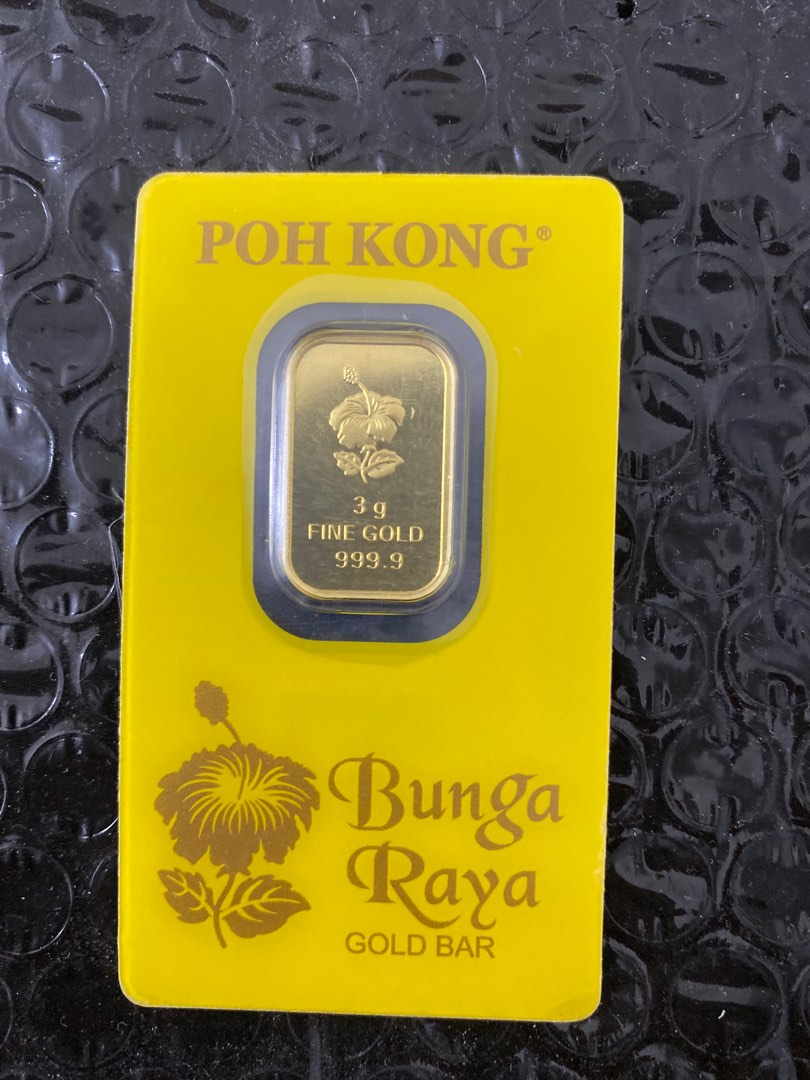 POH KONG®
3 g
FINE GOLD
999.9
Bunga
Raya
GOLD BAR